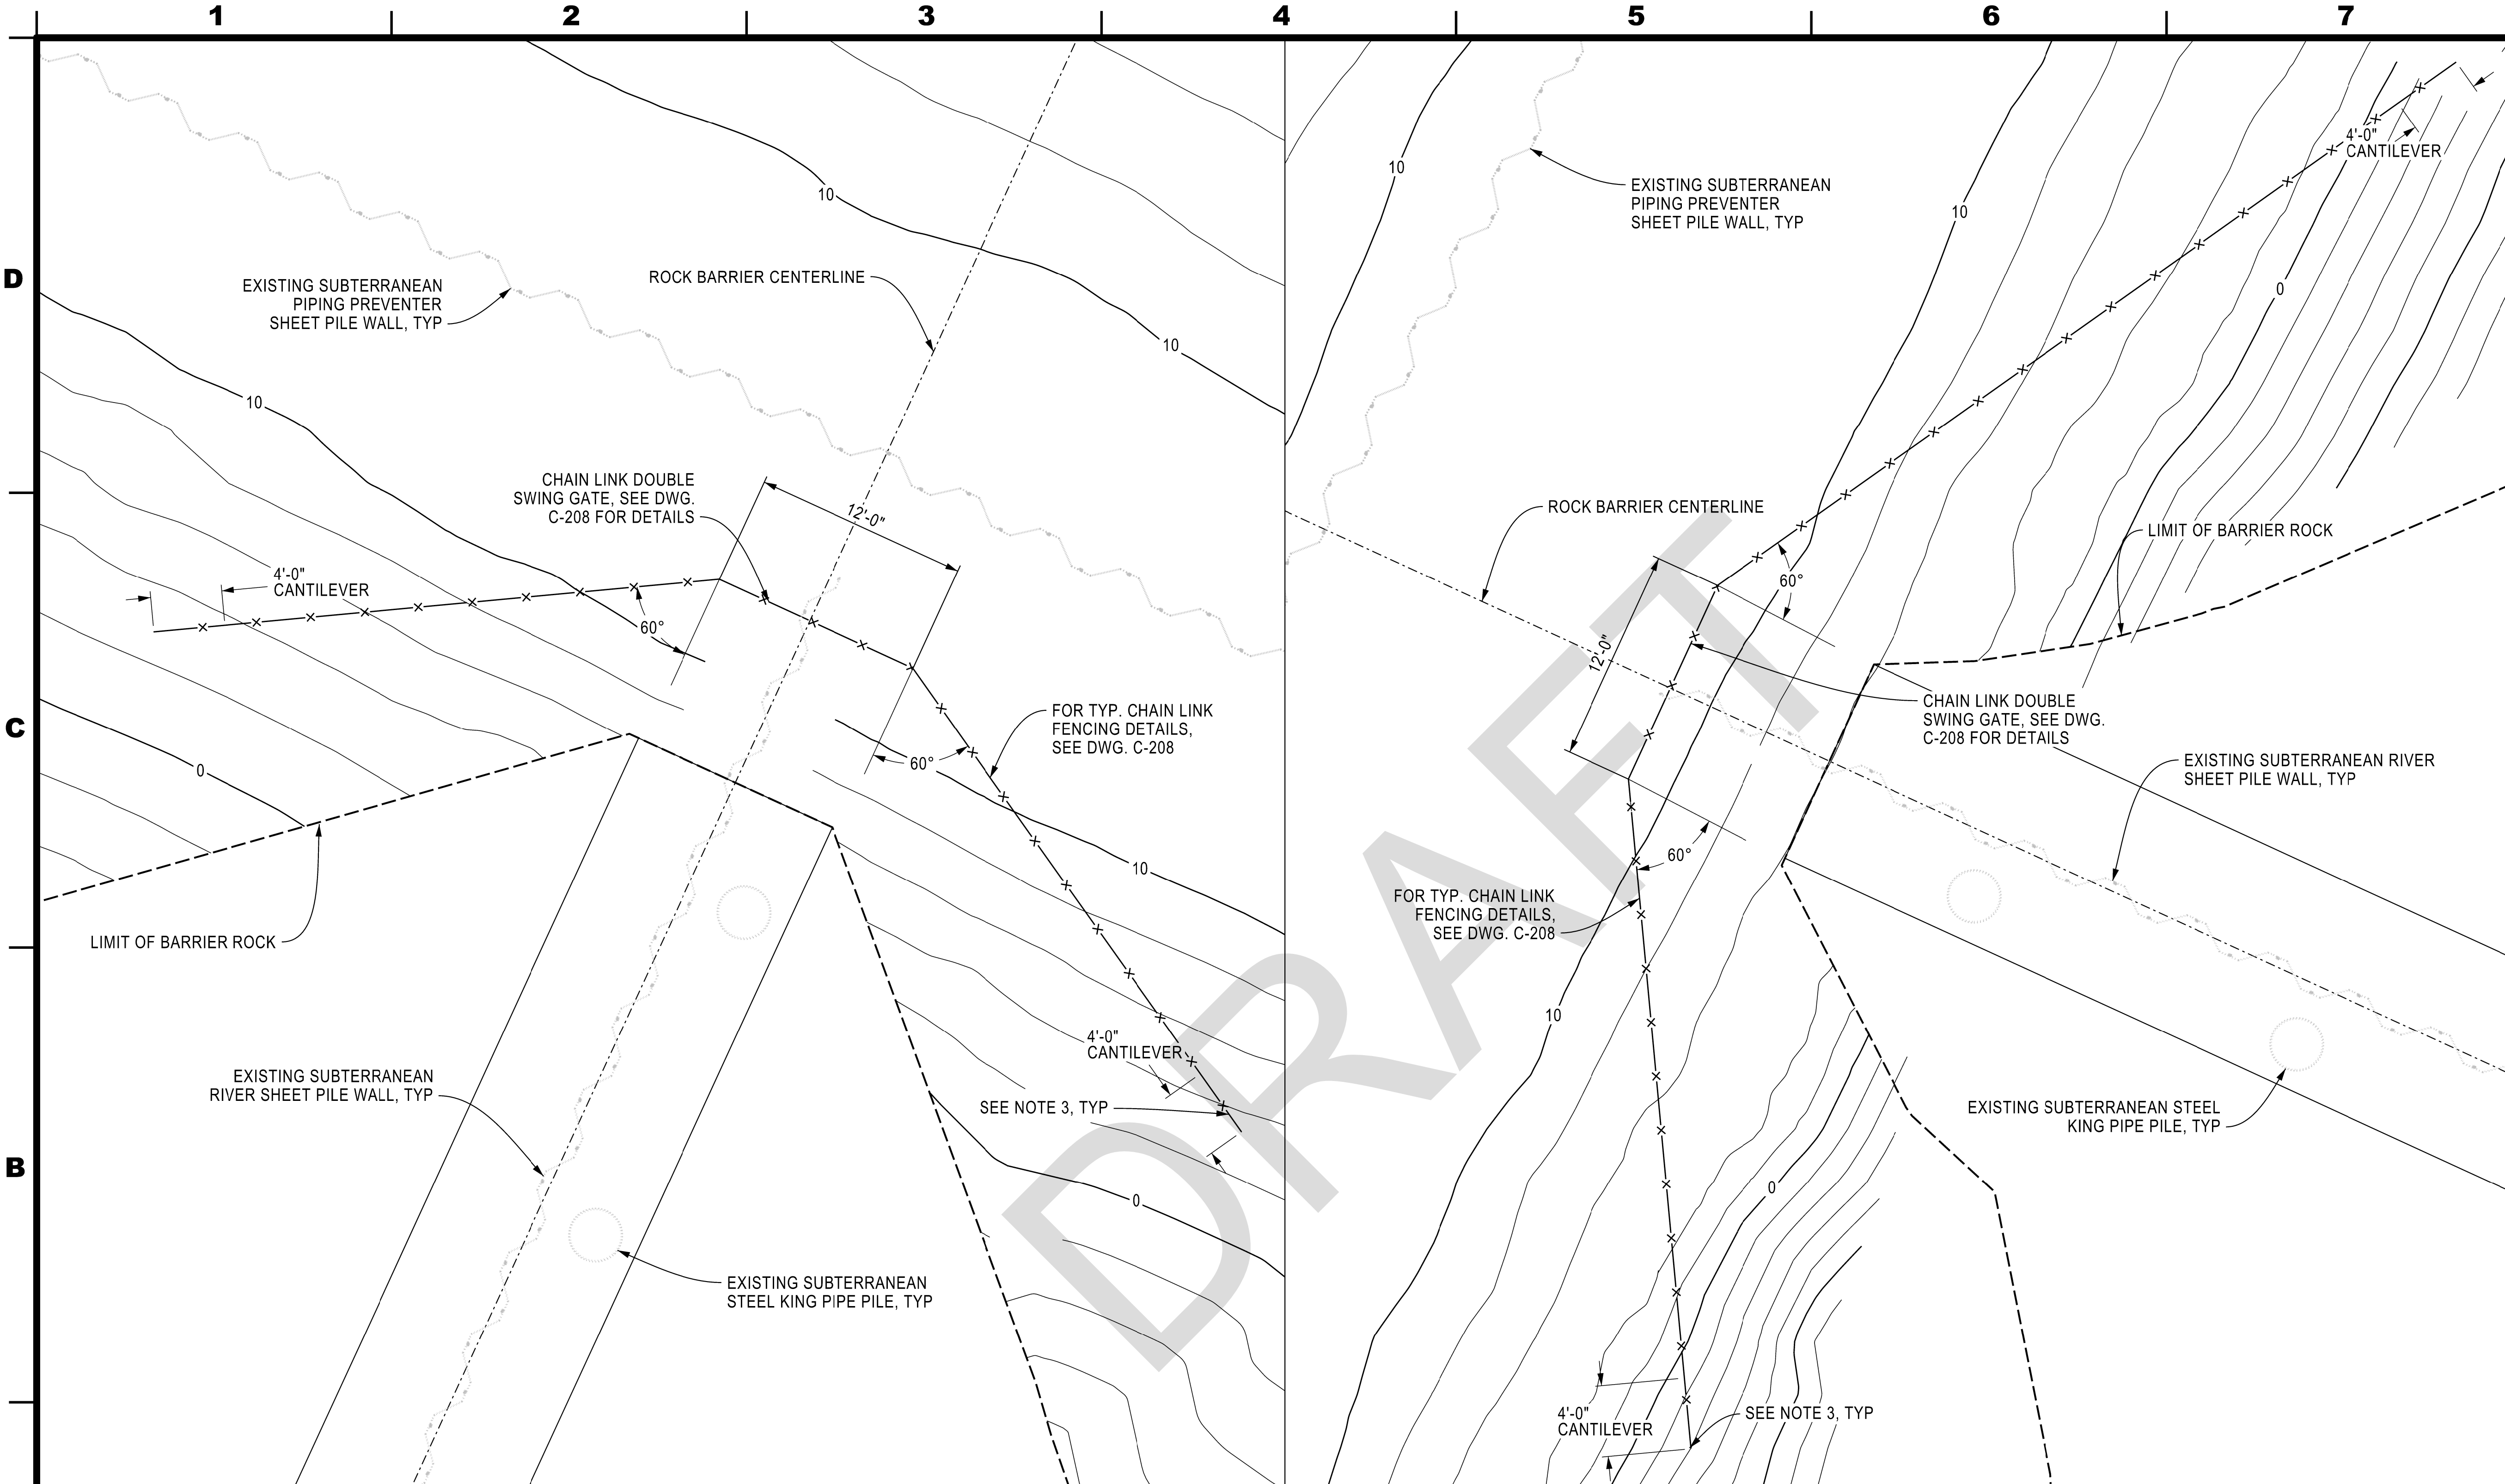 1
2
3
4
5
6
7
D
C
B
10
10
10
0
EXISTING SUBTERRANEAN
PIPING PREVENTER
SHEET PILE WALL, TYP
ROCK BARRIER CENTERLINE
CHAIN LINK DOUBLE
SWING GATE, SEE DWG.
C-208 FOR DETAILS
12'-0"
4'-0"
CANTILEVER
60°
60°
FOR TYP. CHAIN LINK
FENCING DETAILS,
SEE DWG. C-208
10
LIMIT OF BARRIER ROCK
4'-0"
CANTILEVER
SEE NOTE 3, TYP
EXISTING SUBTERRANEAN
RIVER SHEET PILE WALL, TYP
0
EXISTING SUBTERRANEAN
STEEL KING PIPE PILE, TYP
10
EXISTING SUBTERRANEAN
PIPING PREVENTER
SHEET PILE WALL, TYP
10
4'-0"
CANTILEVER
0
ROCK BARRIER CENTERLINE
LIMIT OF BARRIER ROCK
60°
12'-0"
CHAIN LINK DOUBLE
SWING GATE, SEE DWG.
C-208 FOR DETAILS
EXISTING SUBTERRANEAN RIVER
SHEET PILE WALL, TYP
60°
FOR TYP. CHAIN LINK
FENCING DETAILS,
SEE DWG. C-208
10
EXISTING SUBTERRANEAN STEEL
KING PIPE PILE, TYP
0
4'-0"
CANTILEVER
SEE NOTE 3, TYP
DRAFT